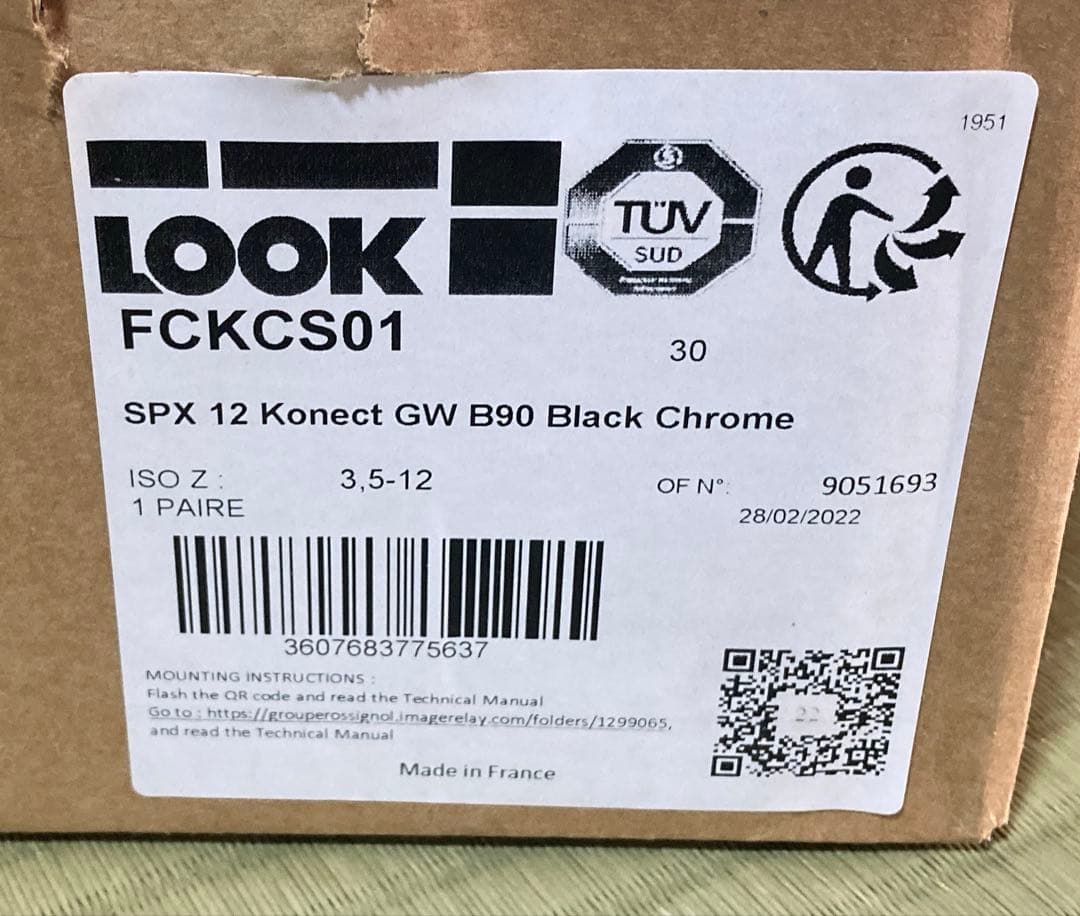 1951
LOOK
TÜV
SUD
FCKCS01
30
SPX 12 Konect GW B90 Black Chrome
ISO Z : 3,5-12 OF N°: 9051693
1 PAIRE 28/02/2022
3607683775637
MOUNTING INSTRUCTIONS :
Flash the QR code and read the Technical Manual
Go to : https://grouperossignol.imagerelay.com/folders/1299065,
and read the Technical Manual
22
Made in France